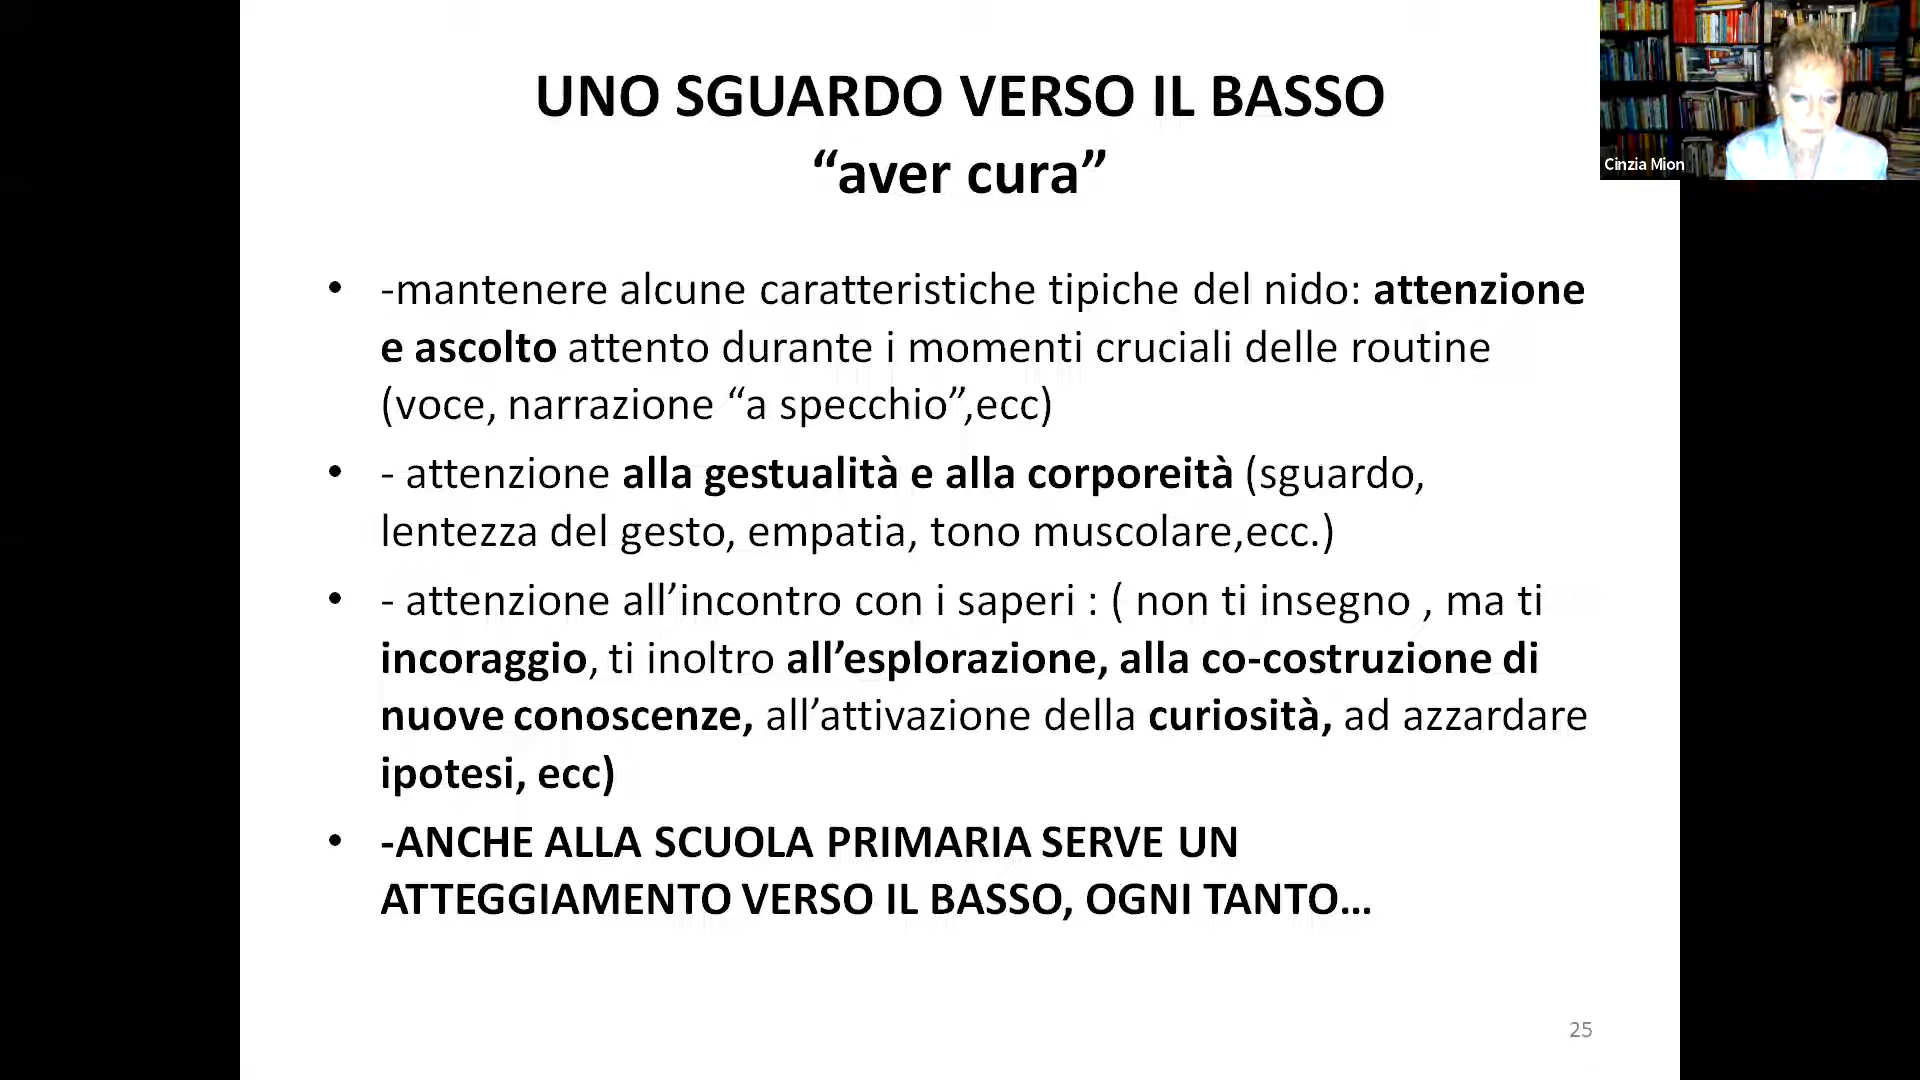 UNO SGUARDO VERSO IL BASSO
“aver cura”
Cinzia Mion
• -mantenere alcune caratteristiche tipiche del nido: attenzione
e ascolto attento durante i momenti cruciali delle routine
(voce, narrazione “a specchio”,ecc)
• - attenzione alla gestualità e alla corporeità (sguardo,
lentezza del gesto, empatia, tono muscolare,ecc.)
• - attenzione all’incontro con i saperi : ( non ti insegno , ma ti
incoraggio, ti inoltro all’esplorazione, alla co-costruzione di
nuove conoscenze, all’attivazione della curiosità, ad azzardare
ipotesi, ecc)
• -ANCHE ALLA SCUOLA PRIMARIA SERVE UN
ATTEGGIAMENTO VERSO IL BASSO, OGNI TANTO…
25